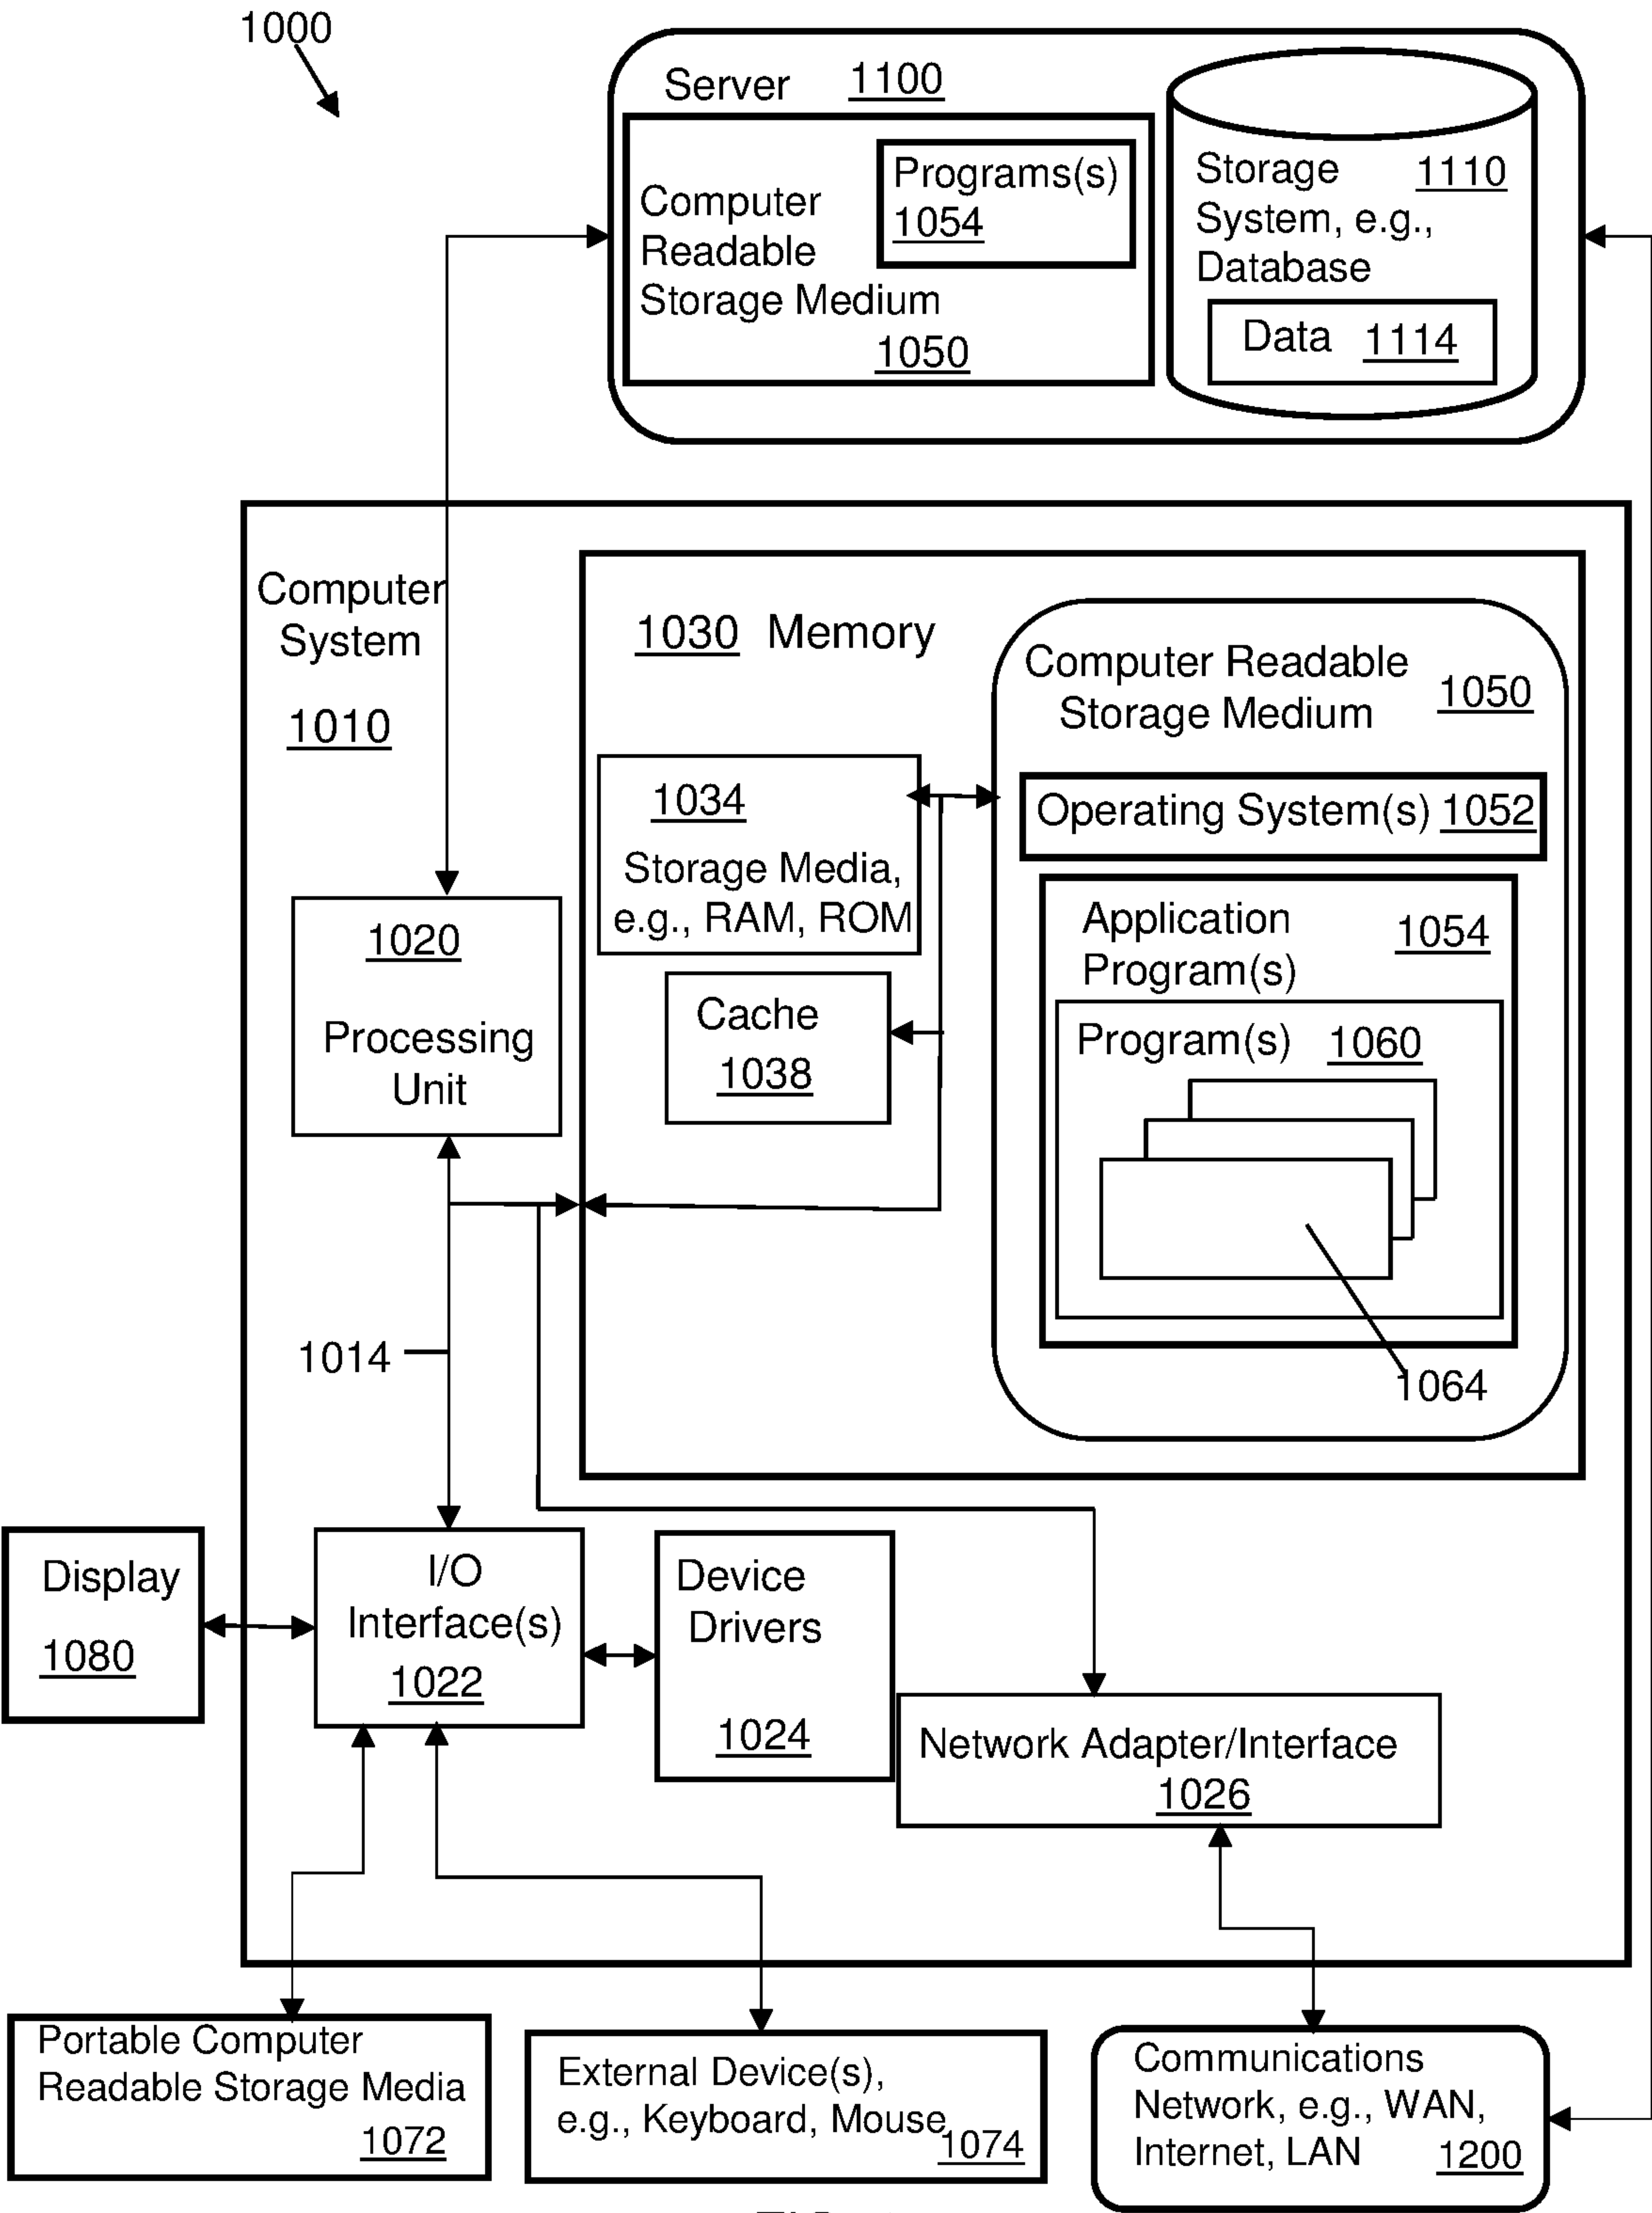 1000
Server 1100
Programs(s)
1054
Computer
Readable
Storage Medium
1050
Storage 1110
System, e.g.,
Database
Data 1114
Computer
System
1010
1030 Memory
Computer Readable
Storage Medium
1050
1034
Storage Media,
e.g., RAM, ROM
Operating System(s) 1052
Cache
1038
Application
Program(s)
1054
Program(s) 1060
1064
1020
Processing
Unit
1014
Display
1080
I/O
Interface(s)
1022
Device
Drivers
1024
Network Adapter/Interface
1026
Portable Computer
Readable Storage Media
1072
External Device(s),
e.g., Keyboard, Mouse
1074
Communications
Network, e.g., WAN,
Internet, LAN 1200